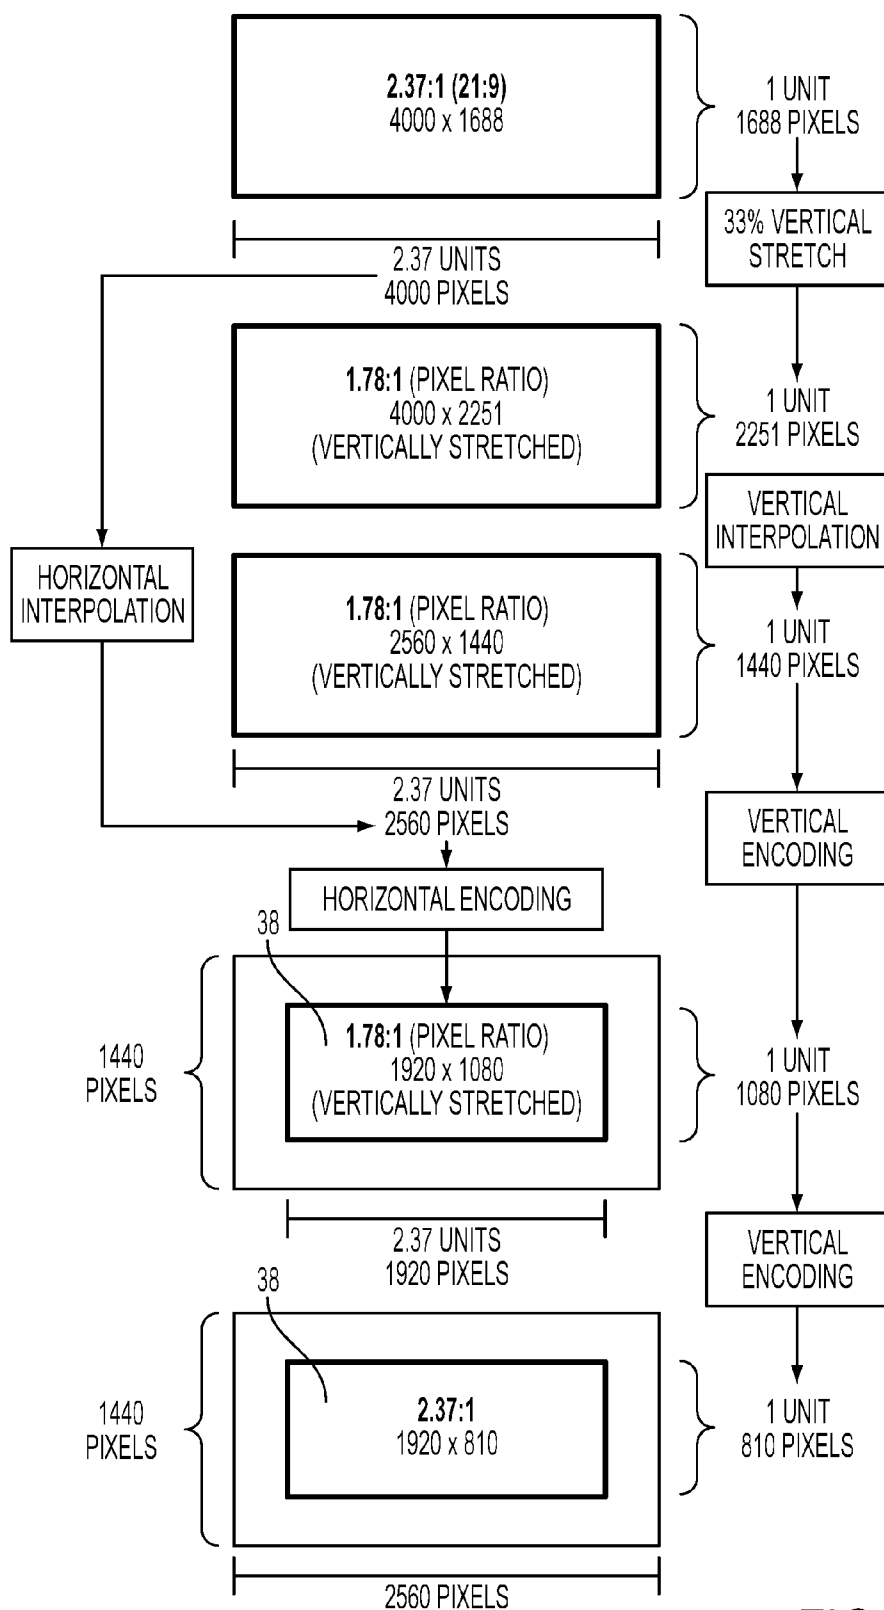 2.37:1 (21:9)
4000 x 1688
1 UNIT
1688 PIXELS
33% VERTICAL
STRETCH
2.37 UNITS
4000 PIXELS
1.78:1 (PIXEL RATIO)
4000 x 2251
(VERTICALLY STRETCHED)
1 UNIT
2251 PIXELS
VERTICAL
INTERPOLATION
HORIZONTAL
INTERPOLATION
1.78:1 (PIXEL RATIO)
2560 x 1440
(VERTICALLY STRETCHED)
1 UNIT
1440 PIXELS
2.37 UNITS
2560 PIXELS
VERTICAL
ENCODING
HORIZONTAL ENCODING
38
1440
PIXELS
1.78:1 (PIXEL RATIO)
1920 x 1080
(VERTICALLY STRETCHED)
1 UNIT
1080 PIXELS
2.37 UNITS
1920 PIXELS
VERTICAL
ENCODING
38
1440
PIXELS
2.37:1
1920 x 810
1 UNIT
810 PIXELS
2560 PIXELS